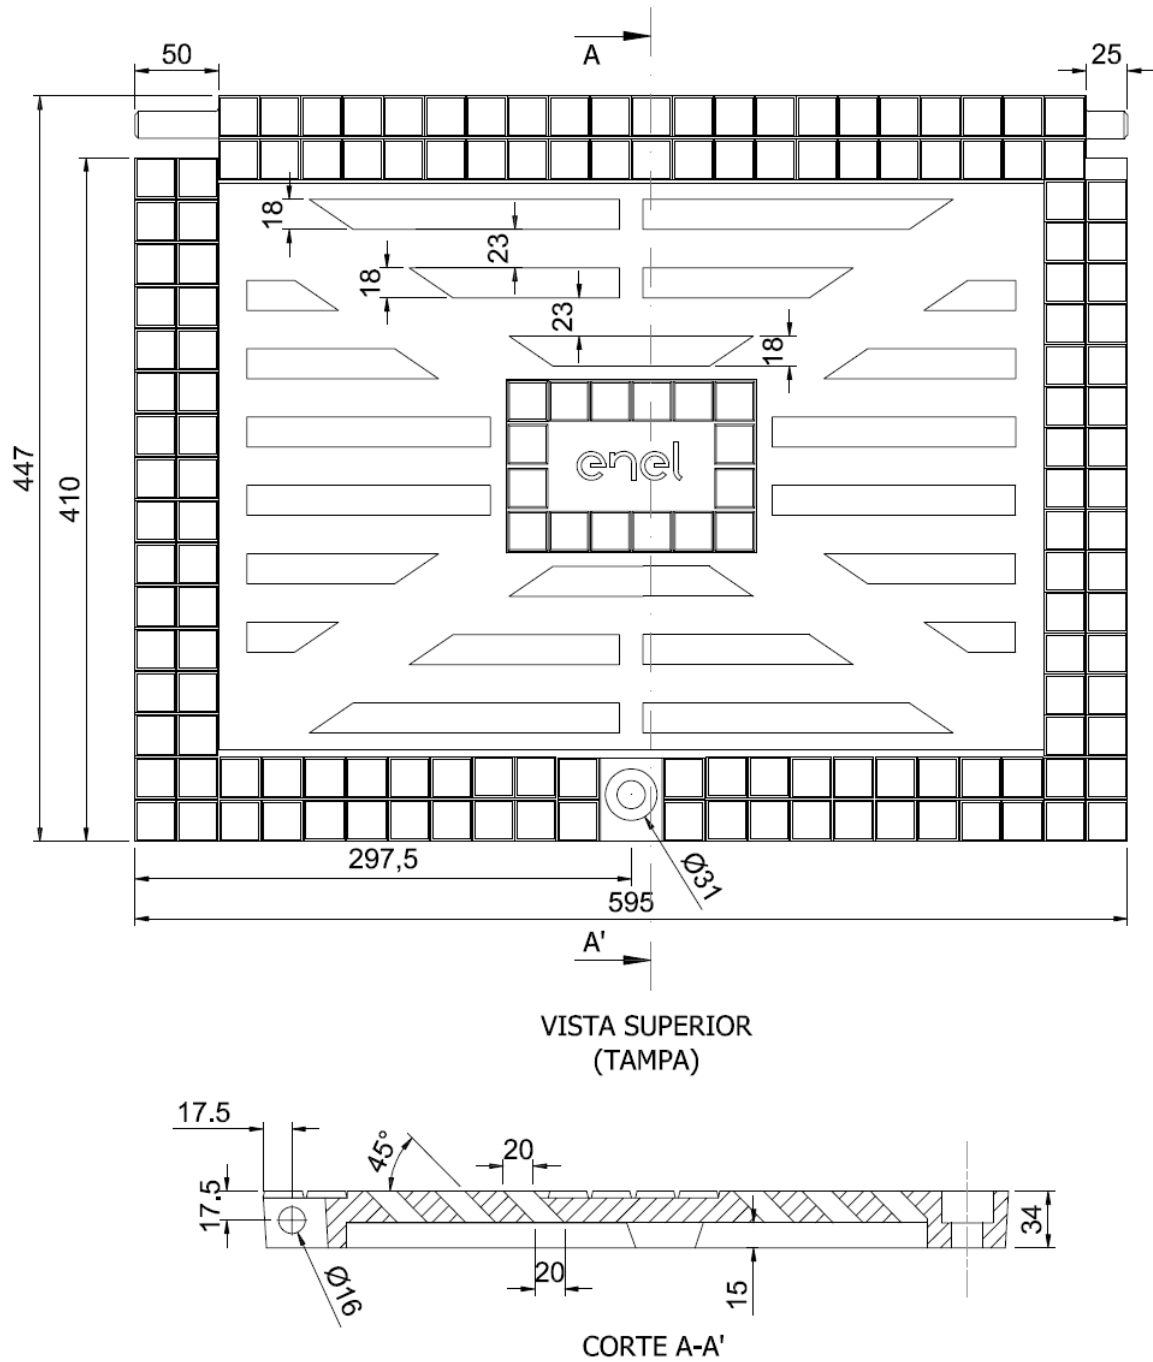 A
50
25
18
23
18
23
18
447
410
enel
297,5
Ø31
595
A'
VISTA SUPERIOR
(TAMPA)
17.5
45°
20
17.5
34
Ø16
20
15
CORTE A-A'